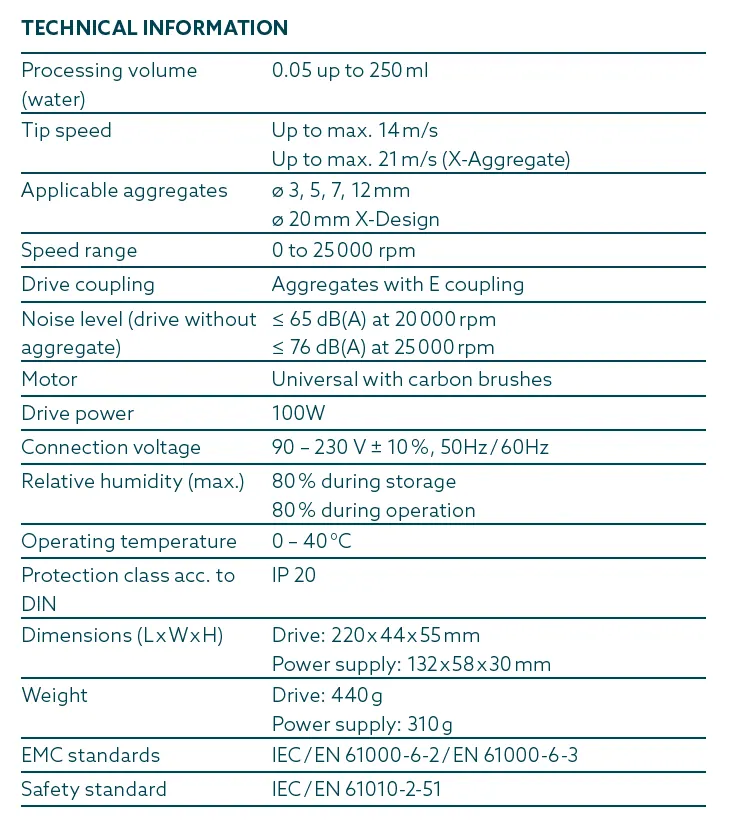 TECHNICAL INFORMATION
Processing volume (water) 0.05 up to 250 ml
Tip speed Up to max. 14 m/s
Up to max. 21 m/s (X-Aggregate)
Applicable aggregates ø 3, 5, 7, 12 mm
ø 20 mm X-Design
Speed range 0 to 25 000 rpm
Drive coupling Aggregates with E coupling
Noise level (drive without ≤ 65 dB(A) at 20 000 rpm
aggregate) ≤ 76 dB(A) at 25 000 rpm
Motor Universal with carbon brushes
Drive power 100W
Connection voltage 90 – 230 V ± 10 %, 50Hz / 60Hz
Relative humidity (max.) 80 % during storage
80 % during operation
Operating temperature 0 – 40 °C
Protection class acc. to IP 20
DIN
Dimensions (L x W x H) Drive: 220 x 44 x 55 mm
Power supply: 132 x 58 x 30 mm
Weight Drive: 440 g
Power supply: 310 g
EMC standards IEC / EN 61000-6-2 / EN 61000-6-3
Safety standard IEC / EN 61010-2-51